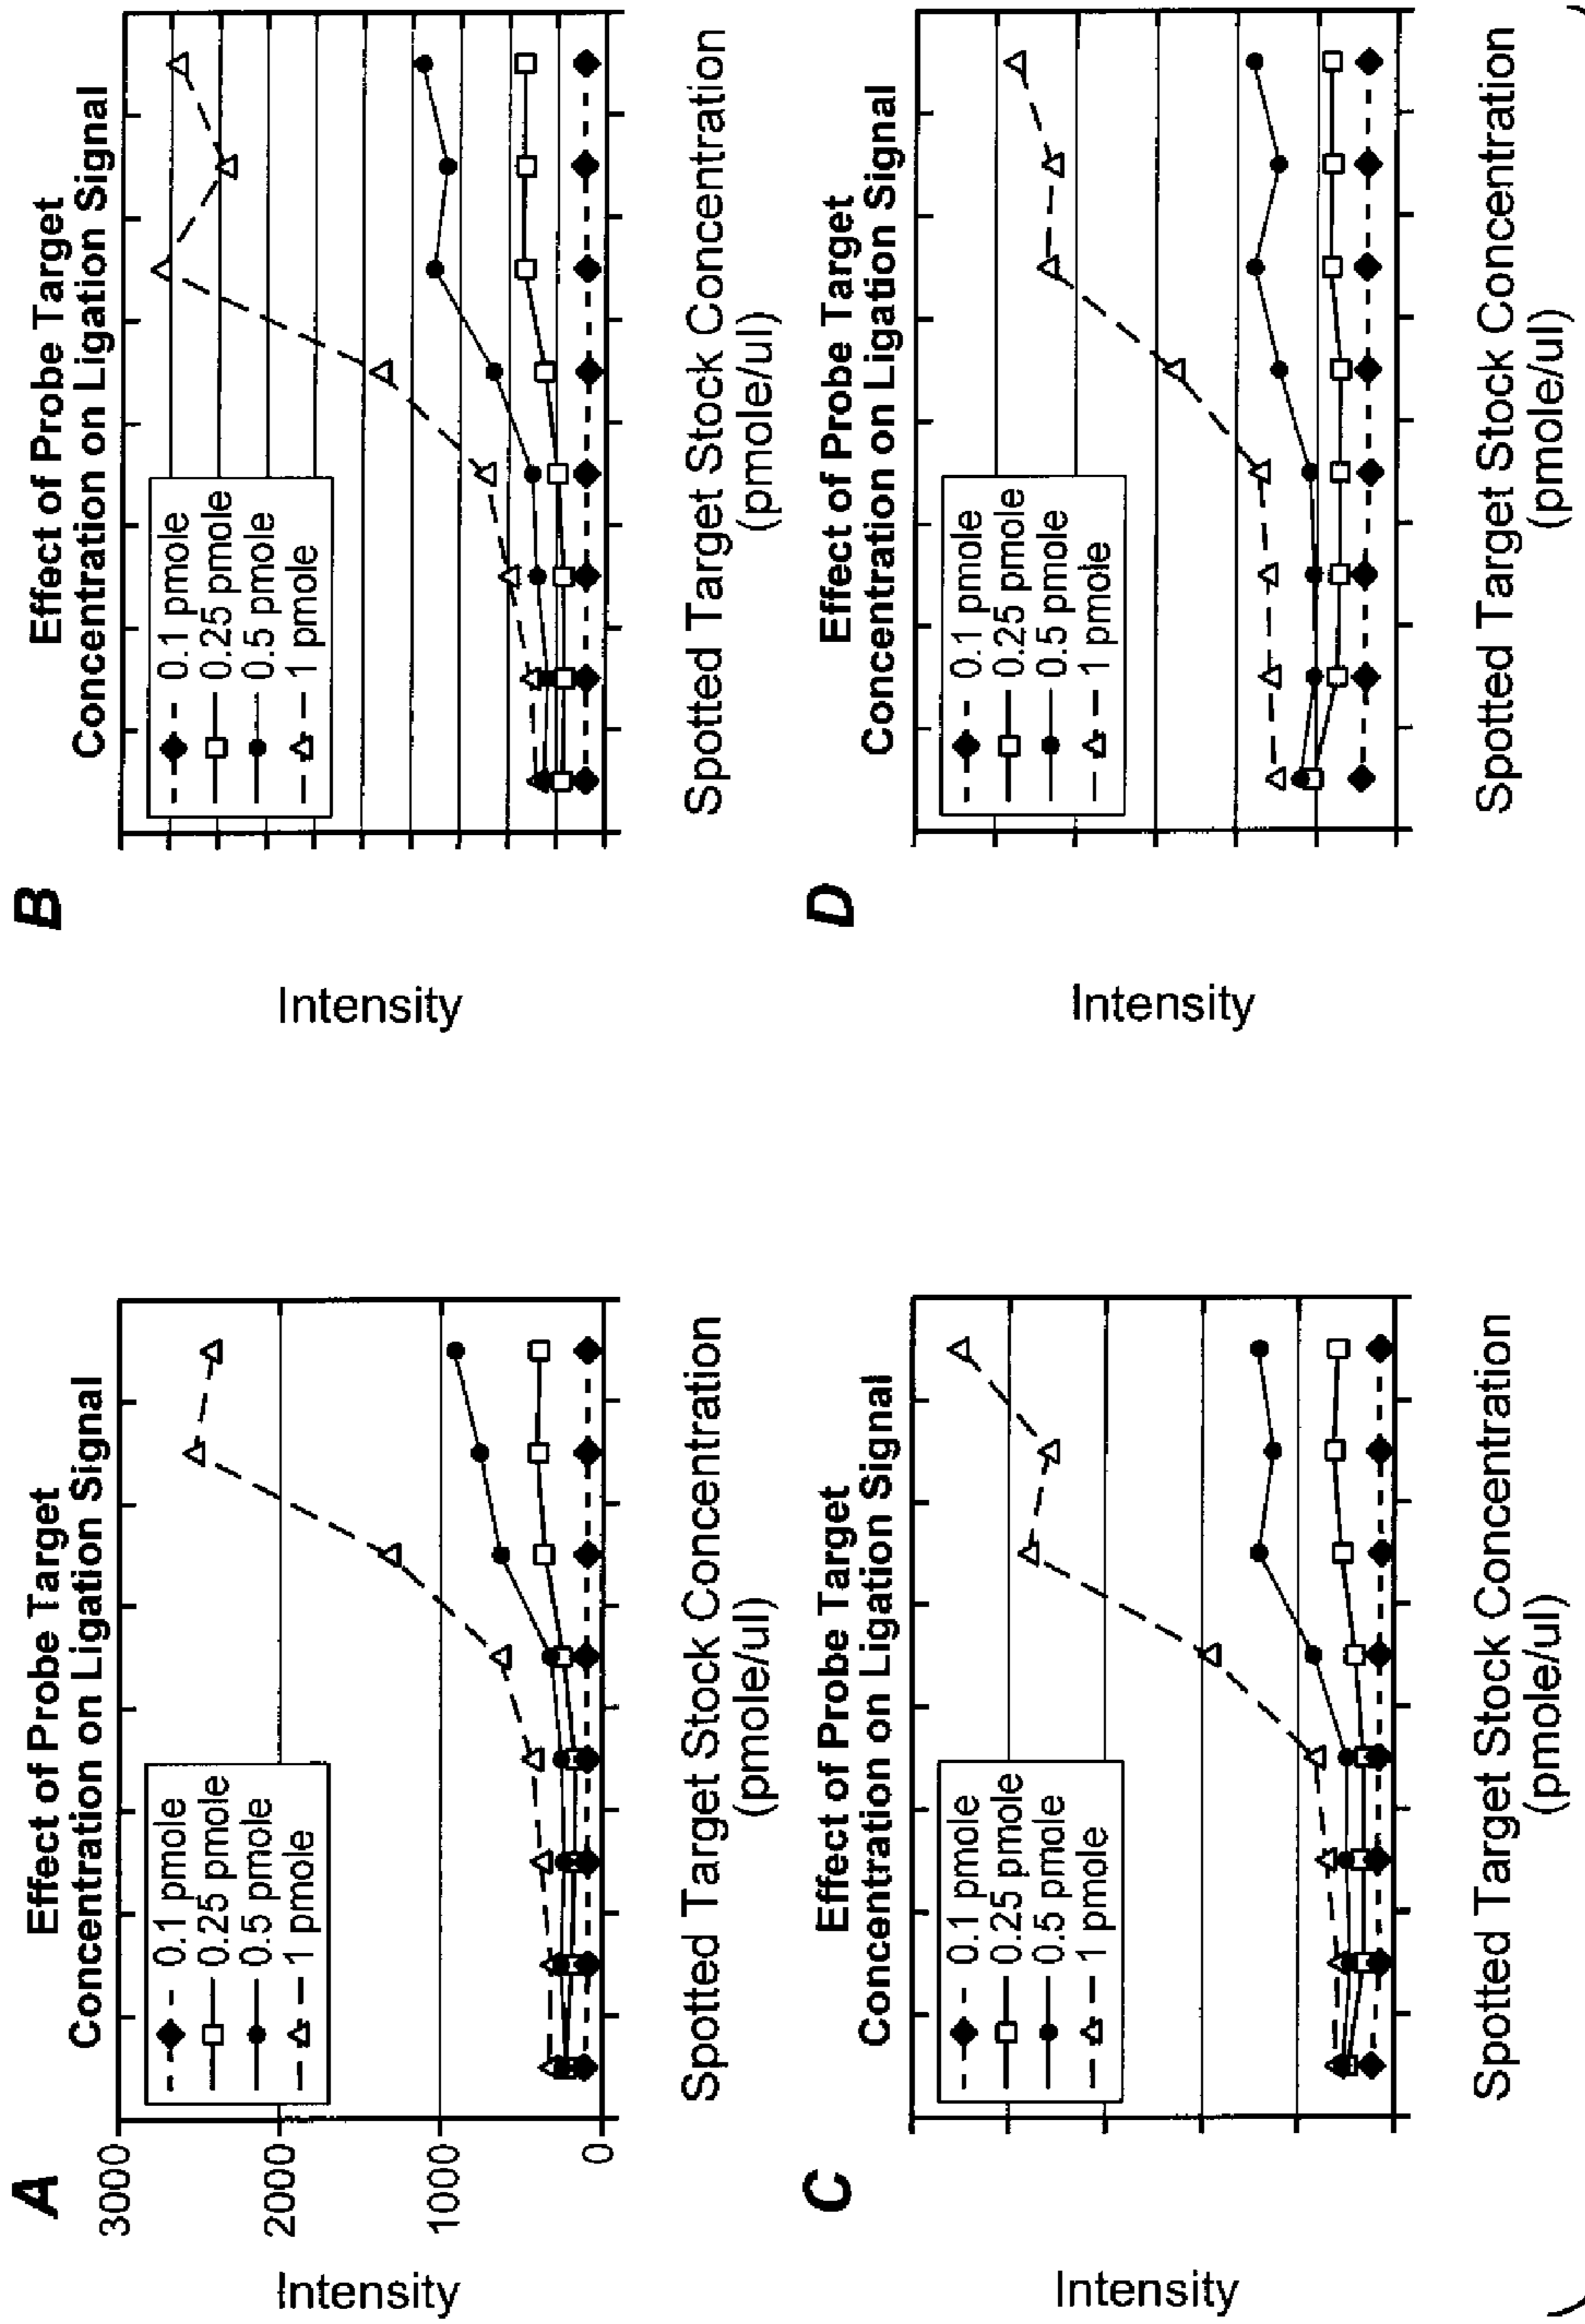 A
Effect of Probe Target
Concentration on Ligation Signal
3000
2000
1000
0
Intensity
0.1 pmole
0.25 pmole
0.5 pmole
1 pmole
Spotted Target Stock Concentration
(pmole/ul)
B
Effect of Probe Target
Concentration on Ligation Signal
Intensity
0.1 pmole
0.25 pmole
0.5 pmole
1 pmole
Spotted Target Stock Concentration
(pmole/ul)
C
Effect of Probe Target
Concentration on Ligation Signal
Intensity
0.1 pmole
0.25 pmole
0.5 pmole
1 pmole
Spotted Target Stock Concentration
(pmole/ul)
D
Effect of Probe Target
Concentration on Ligation Signal
Intensity
0.1 pmole
0.25 pmole
0.5 pmole
1 pmole
Spotted Target Stock Concentration
(pmole/ul)